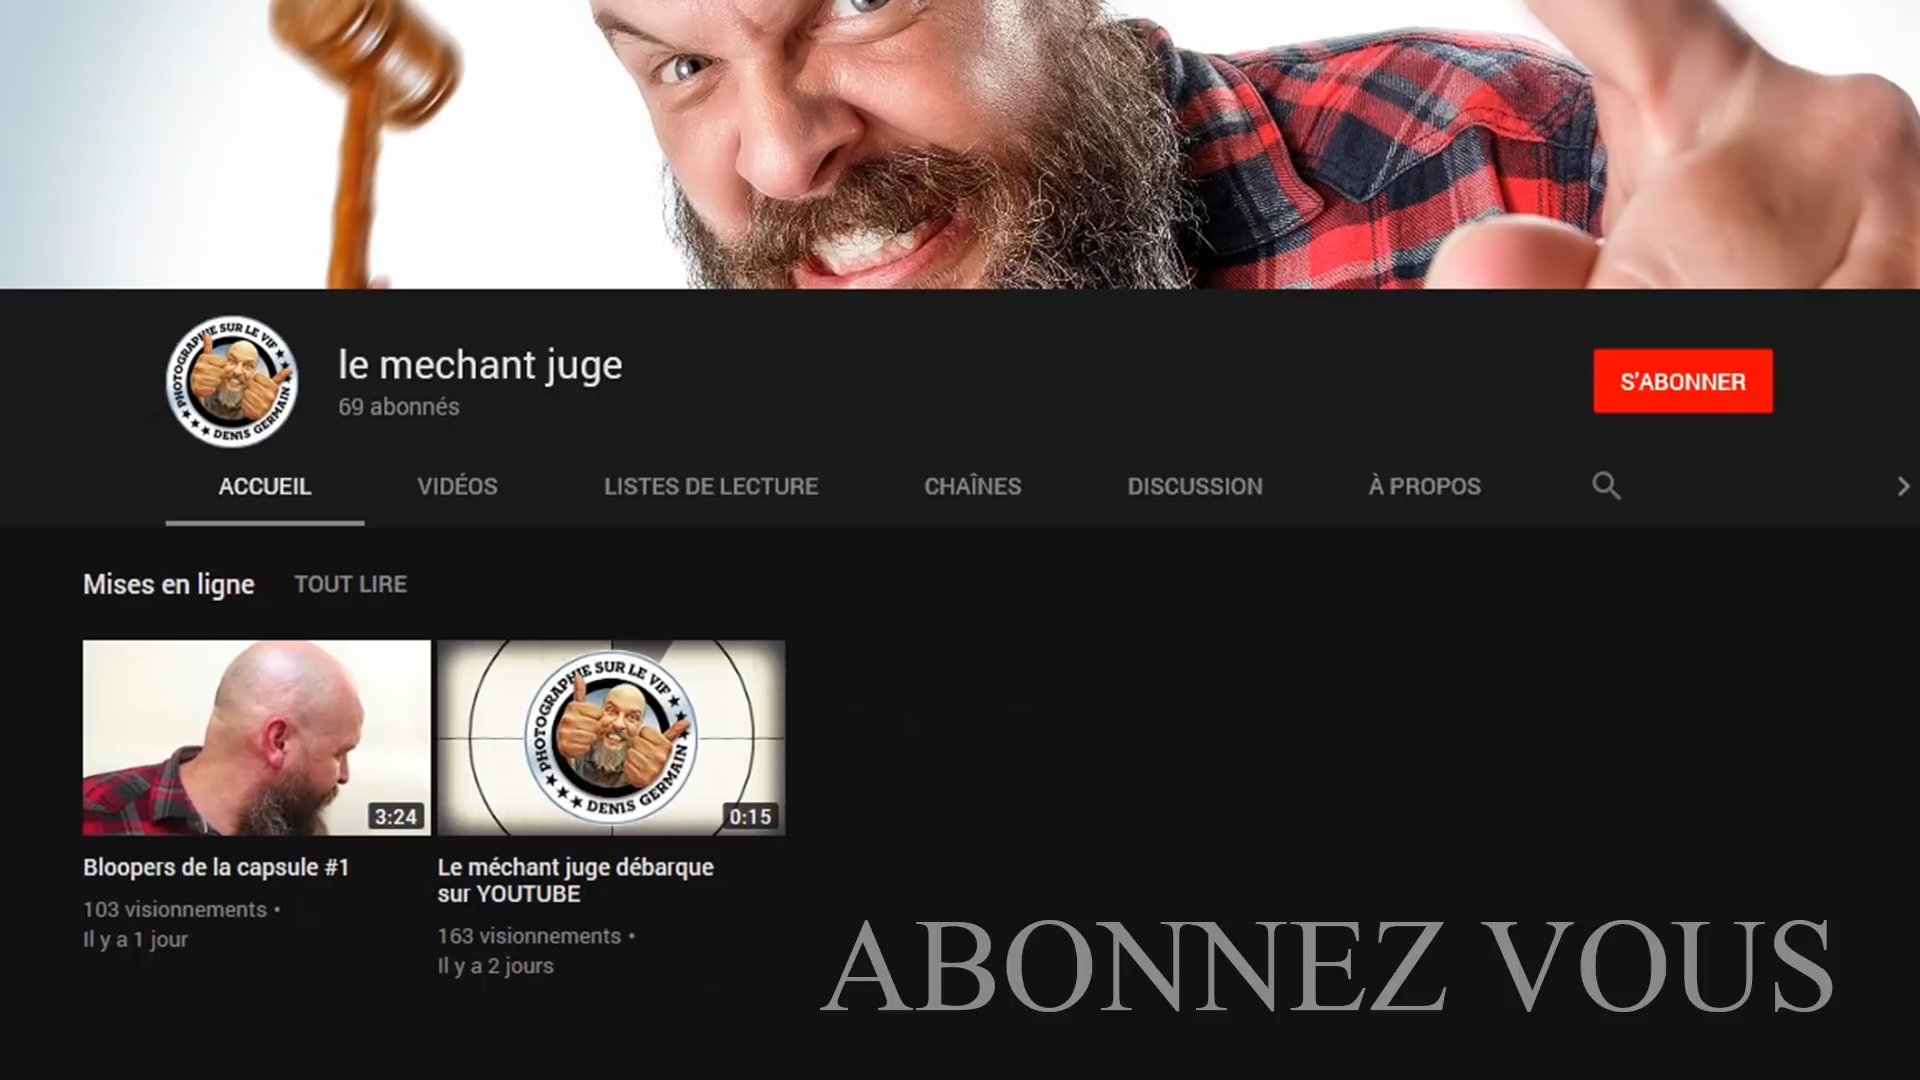 PHOTOGRAPHIE SUR LE VIF
DENIS GERMAIN
le mechant juge
69 abonnés
S'ABONNER
ACCUEIL
VIDÉOS
LISTES DE LECTURE
CHAÎNES
DISCUSSION
À PROPOS
Mises en ligne
TOUT LIRE
PHOTOGRAPHIE SUR LE VIF
DENIS GERMAIN
3:24
0:15
Bloopers de la capsule #1
103 visionnements •
Il y a 1 jour
Le méchant juge débarque
sur YOUTUBE
163 visionnements •
Il y a 2 jours
ABONNEZ VOUS